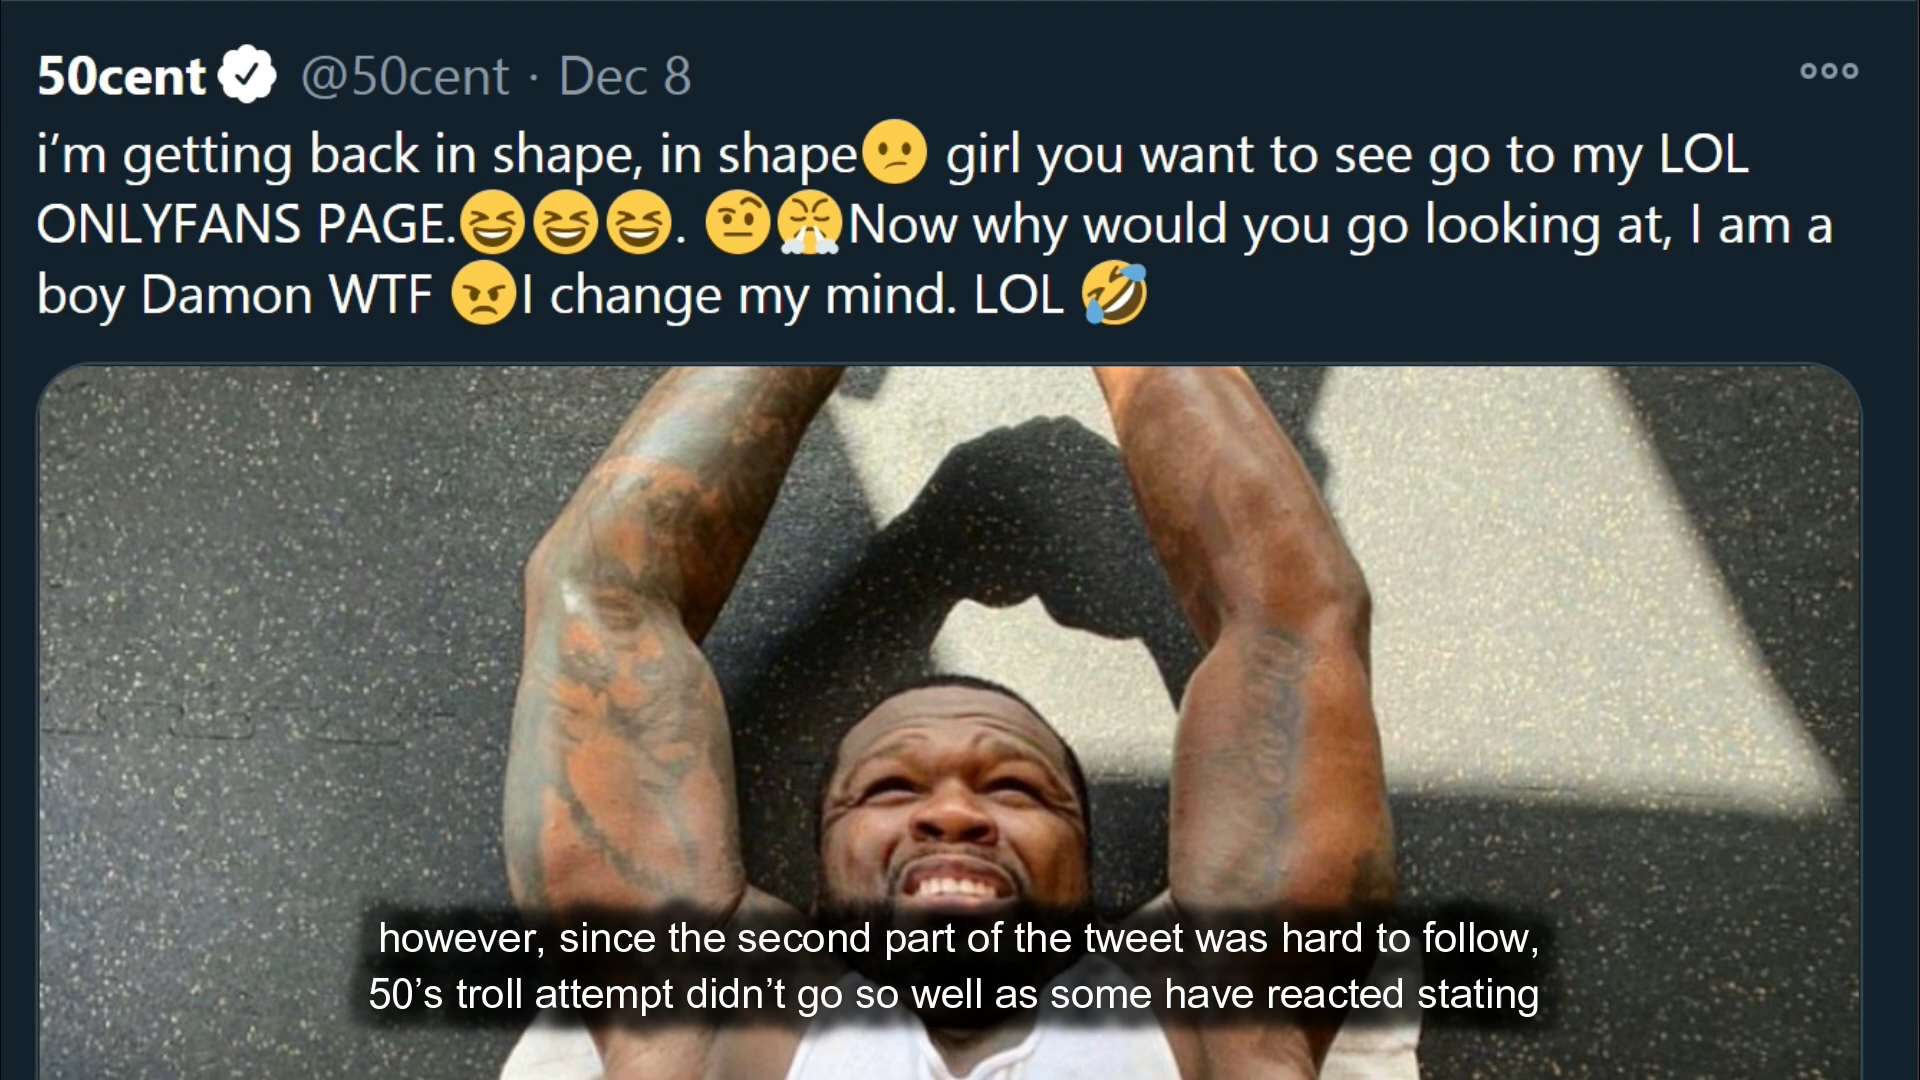 50cent @50cent · Dec 8
i’m getting back in shape, in shape😕 girl you want to see go to my LOL
ONLYFANS PAGE.😆😆😆. 🤨😤Now why would you go looking at, I am a
boy Damon WTF 😠I change my mind. LOL 🤣
however, since the second part of the tweet was hard to follow,
50’s troll attempt didn’t go so well as some have reacted stating